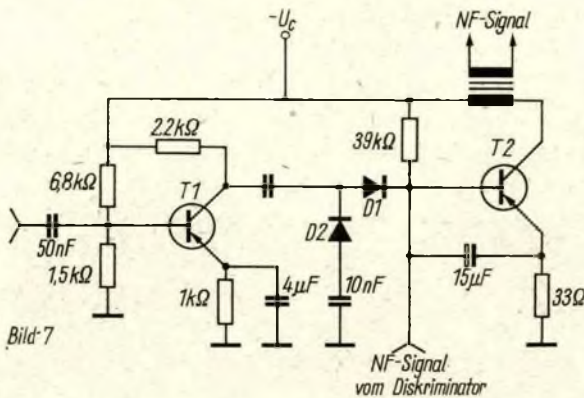 -Uc
NF-Signal
2.2kΩ
39kΩ
T2
6,8kΩ
T1
D1
D2
50nF
1,5kΩ
4µF
15µF
1kΩ
10nF
33Ω
Bild 7
NF-Signal
vom Diskriminator